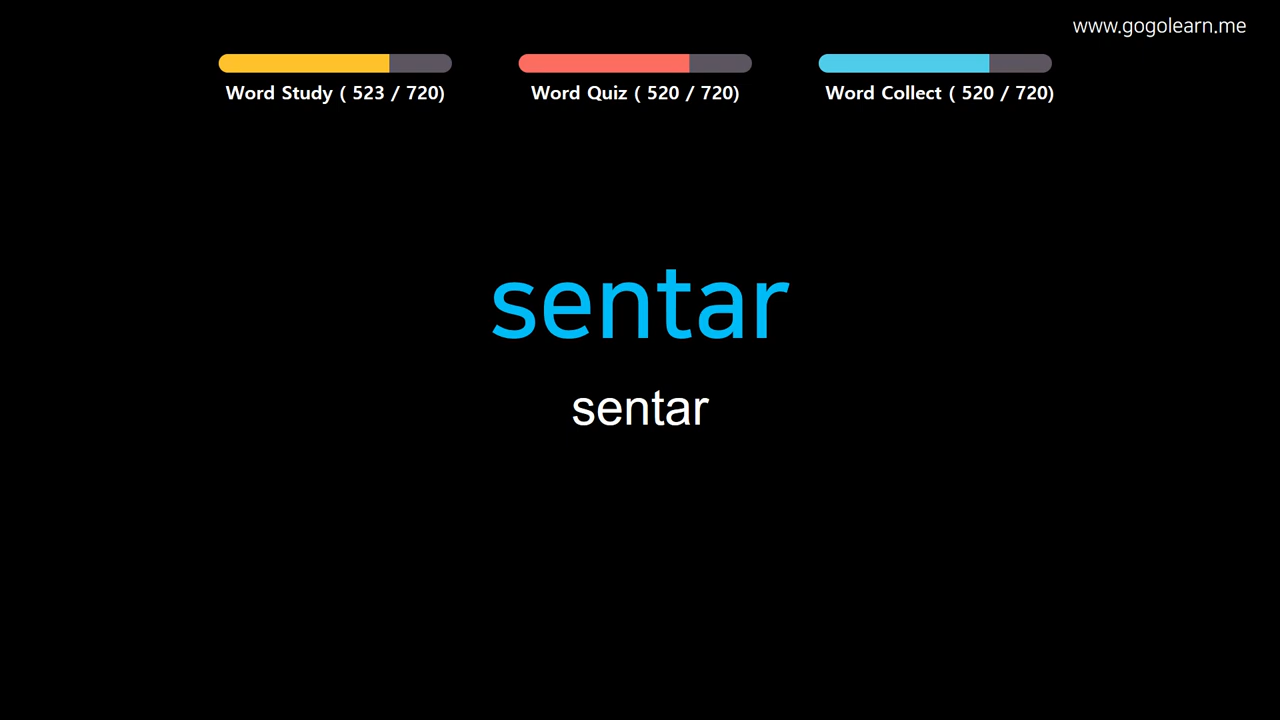 www.gogolearn.me
Word Study ( 523 / 720)
Word Quiz ( 520 / 720)
Word Collect ( 520 / 720)
sentar
sentar